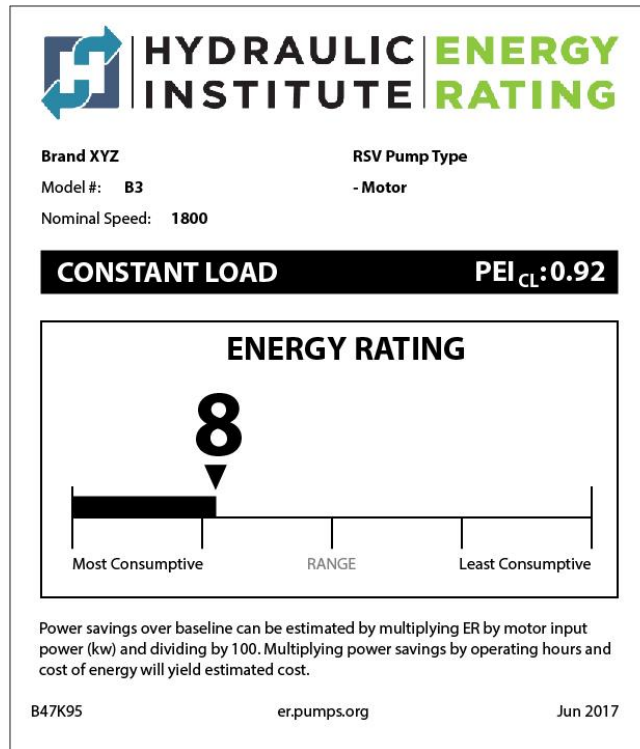 HYDRAULIC ENERGY
INSTITUTE RATING
Brand XYZ RSV Pump Type
Model #: B3 - Motor
Nominal Speed: 1800
CONSTANT LOAD PEI CL:0.92
ENERGY RATING
8
Most Consumptive RANGE Least Consumptive
Power savings over baseline can be estimated by multiplying ER by motor input
power (kw) and dividing by 100. Multiplying power savings by operating hours and
cost of energy will yield estimated cost.
B47K95 er.pumps.org Jun 2017